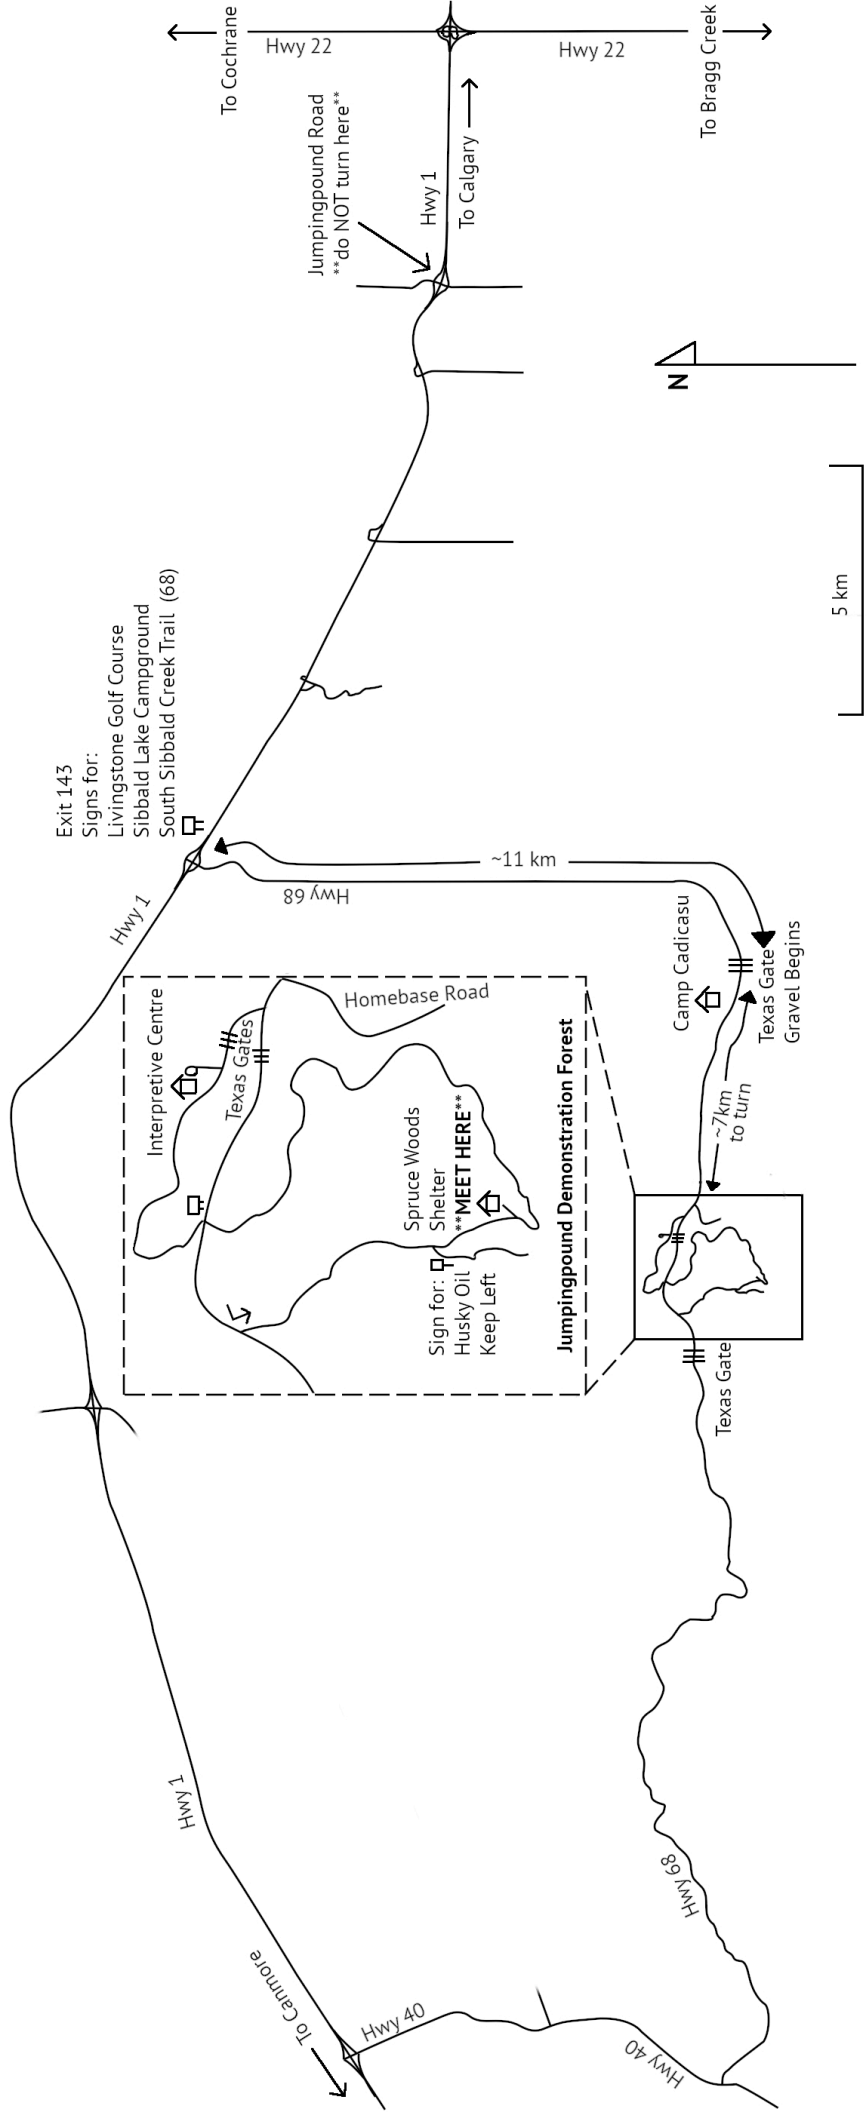 To Cochrane
Hwy 22
Hwy 22
To Bragg Creek
Jumpingpound Road
**do NOT turn here**
Hwy 1
To Calgary
N
5 km
Exit 143
Signs for:
Livingstone Golf Course
Sibbald Lake Campground
South Sibbald Creek Trail (68)
Hwy 1
Hwy 68
~11 km
Camp Cadicasu
Texas Gate
Gravel Begins
~7km
to turn
Homebase Road
Interpretive Centre
Texas Gates
Spruce Woods
Shelter
**MEET HERE**
Sign for:
Husky Oil
Keep Left
Jumpingpound Demonstration Forest
Texas Gate
Hwy 1
Hwy 68
To Canmore
Hwy 40
Hwy 40